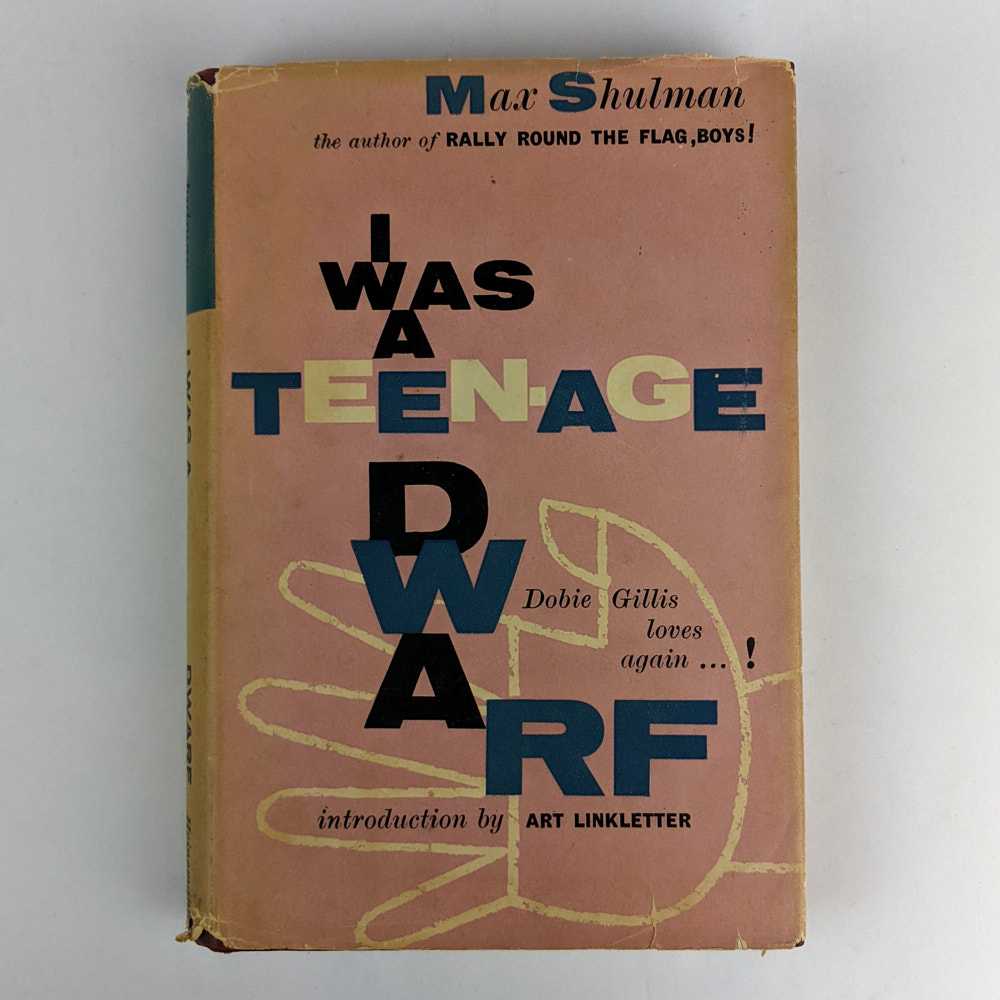 Max Shulman
the author of RALLY ROUND THE FLAG, BOYS!
I
WAS
A
TEEN-AGE
DWARF
Dobie Gillis
loves
again ... !
introduction by ART LINKLETTER
DWARF